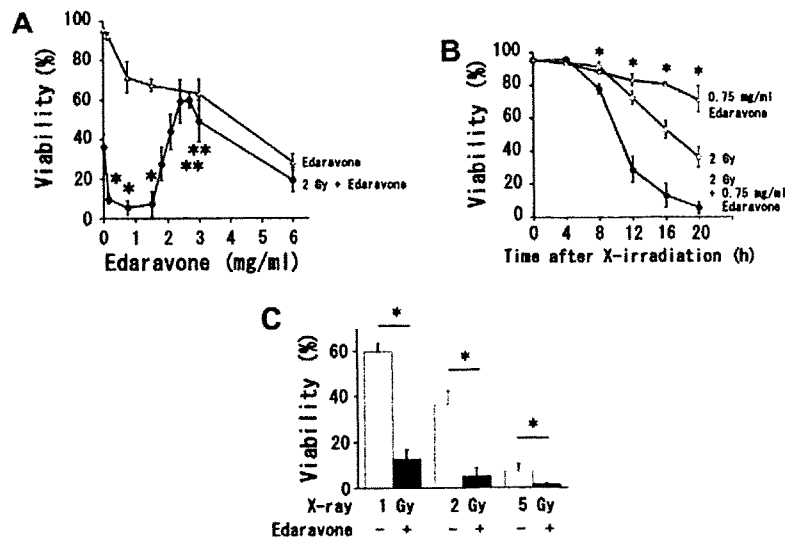 A
Viability (%)
100
80
60
40
20
0
* * *
**
**
Edaravone
2 Gy + Edaravone
0 1 2 3 4 5 6
Edaravone (mg/ml)
B
Viability (%)
100
80
60
40
20
0
* * * *
0.75 mg/ml
Edaravone
2 Gy
2 Gy
+ 0.75 mg/ml
Edaravone
0 4 8 12 16 20
Time after X-irradiation (h)
C
Viability (%)
60
40
20
0
*
*
*
X-ray 1 Gy 2 Gy 5 Gy
Edaravone - + - + - +